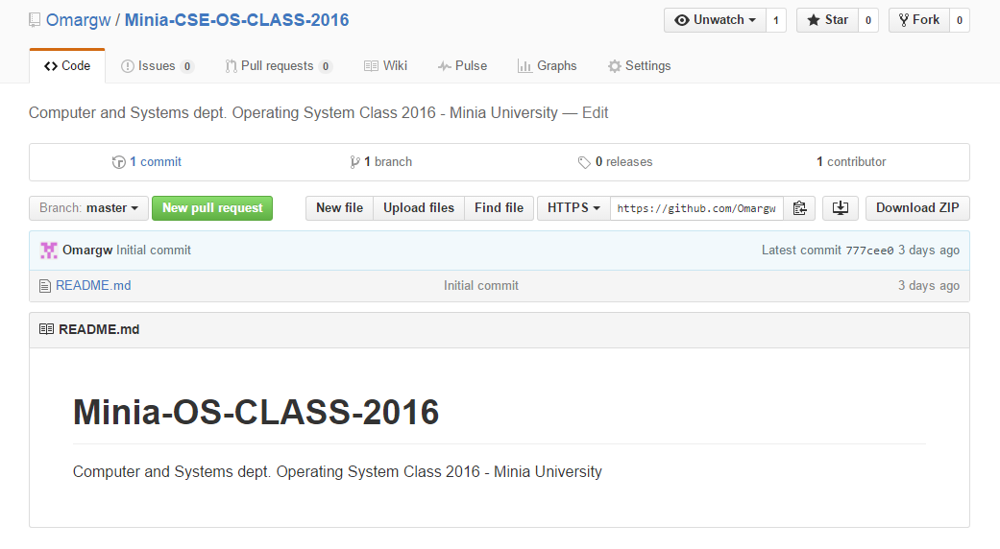 Omargw / Minia-CSE-OS-CLASS-2016 Unwatch 1 Star 0 Fork 0
Code Issues 0 Pull requests 0 Wiki Pulse Graphs Settings
Computer and Systems dept. Operating System Class 2016 - Minia University — Edit
1 commit 1 branch 0 releases 1 contributor
Branch: master New pull request New file Upload files Find file HTTPS https://github.com/Omargw Download ZIP
Omargw Initial commit Latest commit 777cee0 3 days ago
README.md Initial commit 3 days ago
README.md
Minia-OS-CLASS-2016
Computer and Systems dept. Operating System Class 2016 - Minia University